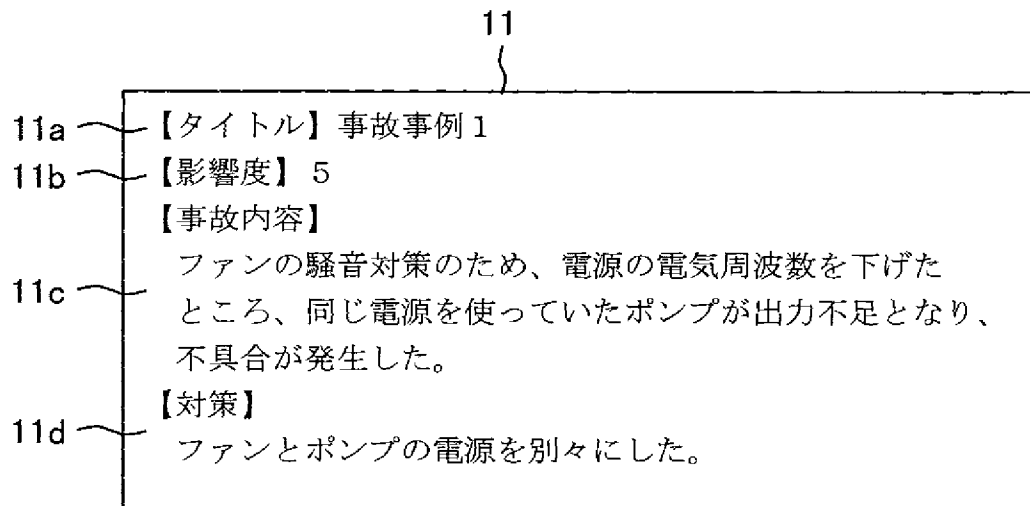 11
11a 【タイトル】事故事例1
11b 【影響度】5
【事故内容】
ファンの騒音対策のため、電源の電気周波数を下げた
11c ところ、同じ電源を使っていたポンプが出力不足となり、
不具合が発生した。
【対策】
11d ファンとポンプの電源を別々にした。